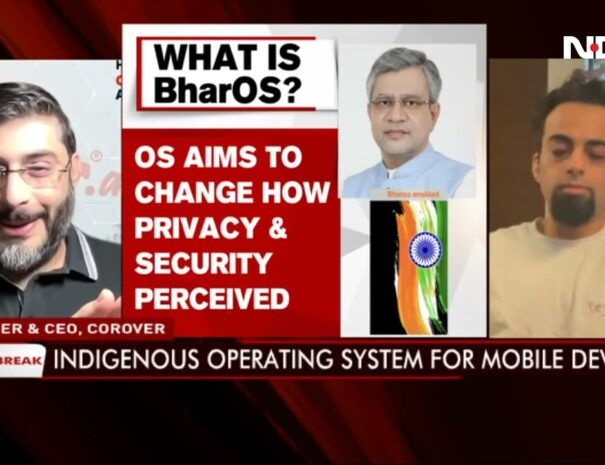 WHAT IS
BharOS?
OS AIMS TO
CHANGE HOW
PRIVACY &
SECURITY
PERCEIVED
Bharos enabled
ER & CEO, COROVER
BREAK
INDIGENOUS OPERATING SYSTEM FOR MOBILE DEV